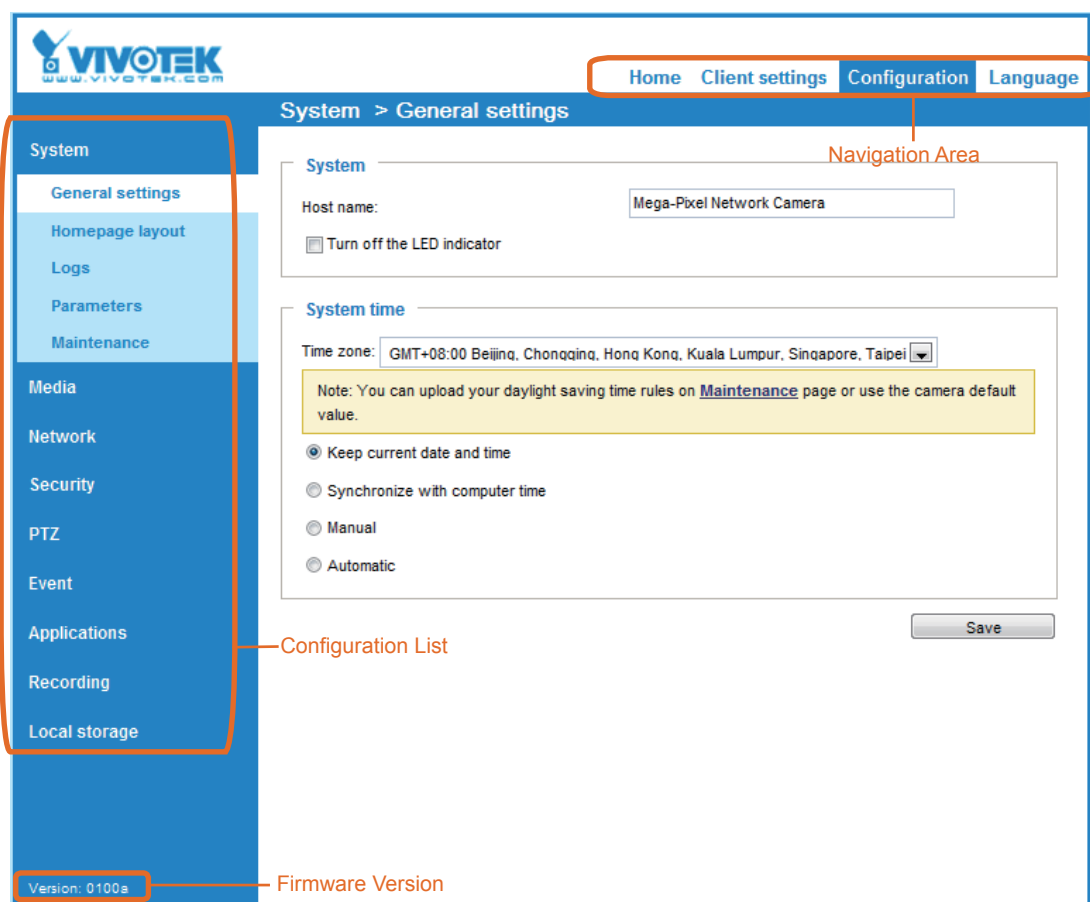 VIVOTEK
www.vivotek.com
Home Client settings Configuration Language
System > General settings
Navigation Area
System
General settings
Homepage layout
Logs
Parameters
Maintenance
Media
Network
Security
PTZ
Event
Applications
Recording
Local storage
Configuration List
System
Host name: Mega-Pixel Network Camera
Turn off the LED indicator
System time
Time zone: GMT+08:00 Beijing, Chongqing, Hong Kong, Kuala Lumpur, Singapore, Taipei
Note: You can upload your daylight saving time rules on Maintenance page or use the camera default
value.
Keep current date and time
Synchronize with computer time
Manual
Automatic
Save
Version: 0100a
Firmware Version